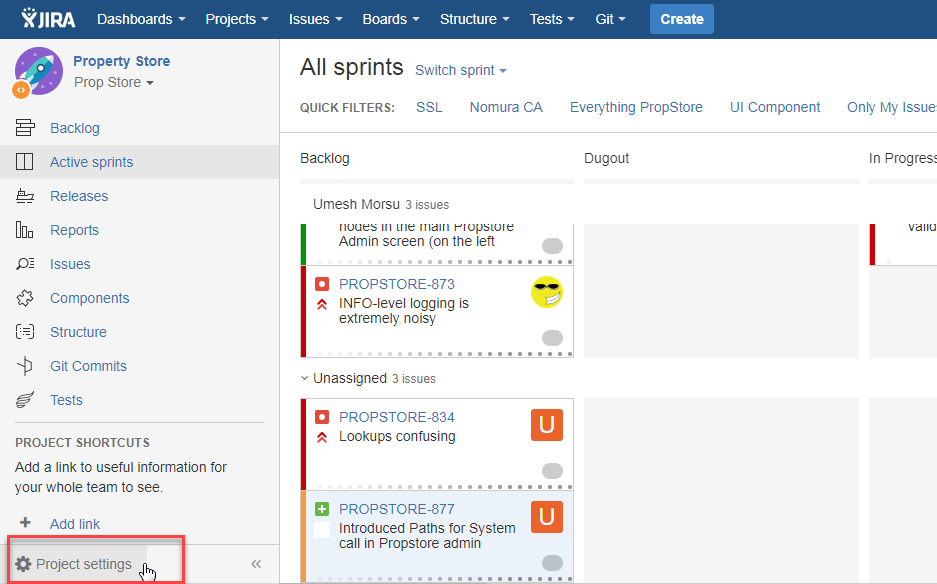 JIRA Dashboards Projects Issues Boards Structure Tests Git Create
Property Store
Prop Store
Backlog
Active sprints
Releases
Reports
Issues
Components
Structure
Git Commits
Tests
PROJECT SHORTCUTS
Add a link to useful information for
your whole team to see.
+ Add link
Project settings «
All sprints Switch sprint
QUICK FILTERS: SSL Nomura CA Everything PropStore UI Component Only My Issue
Backlog Dugout In Progress
Umesh Morsu 3 issues
nodes in the main Propstore
Admin screen (on the left
valid
PROPSTORE-873
INFO-level logging is
extremely noisy
Unassigned 3 issues
PROPSTORE-834
Lookups confusing
U
PROPSTORE-877
Introduced Paths for System
call in Propstore admin
U